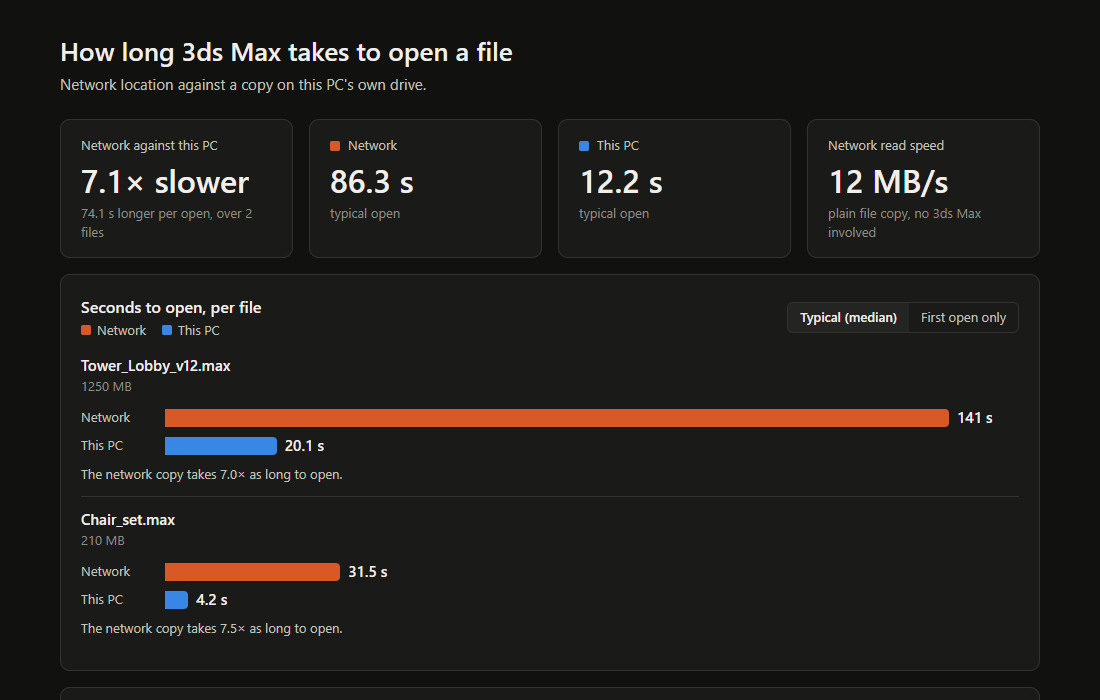 How long 3ds Max takes to open a file
Network location against a copy on this PC's own drive.
Network against this PC
7.1× slower
74.1 s longer per open, over 2
files
Network
86.3 s
typical open
This PC
12.2 s
typical open
Network read speed
12 MB/s
plain file copy, no 3ds Max
involved
Seconds to open, per file
Network This PC
Typical (median) First open only
Tower_Lobby_v12.max
1250 MB
Network 141 s
This PC 20.1 s
The network copy takes 7.0× as long to open.
Chair_set.max
210 MB
Network 31.5 s
This PC 4.2 s
The network copy takes 7.5× as long to open.